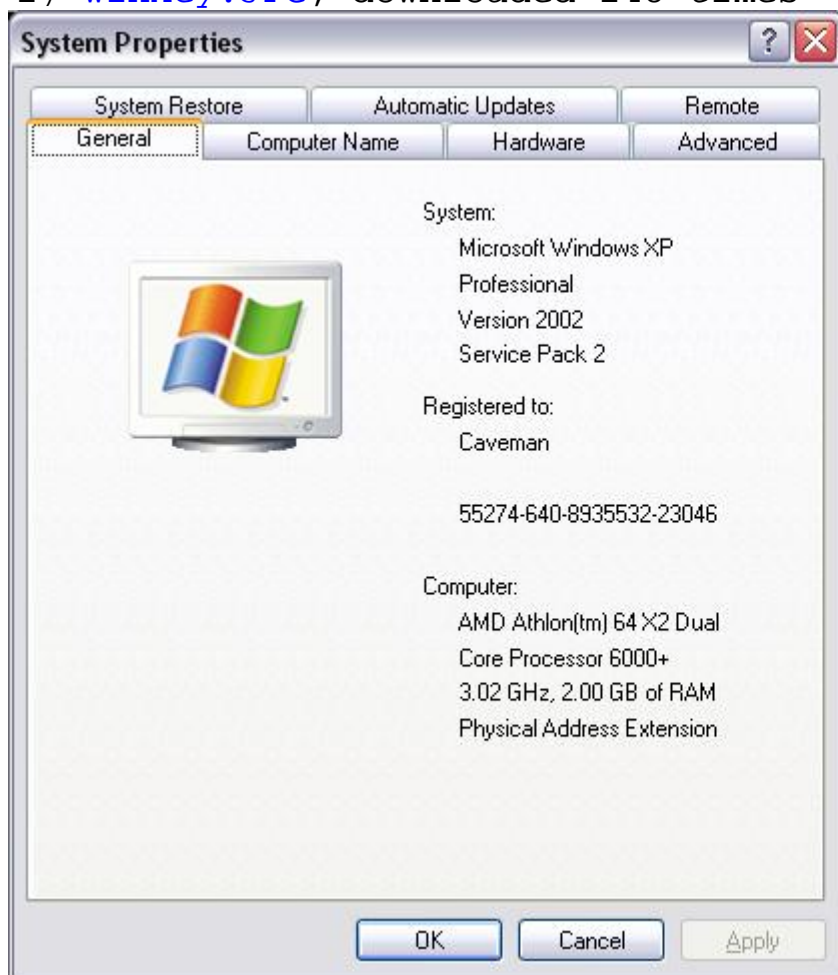 System Properties
System Restore Automatic Updates Remote
General Computer Name Hardware Advanced
System:
Microsoft Windows XP
Professional
Version 2002
Service Pack 2
Registered to:
Caveman
55274-640-8935532-23046
Computer:
AMD Athlon(tm) 64 X2 Dual
Core Processor 6000+
3.02 GHz, 2.00 GB of RAM
Physical Address Extension
OK Cancel Apply